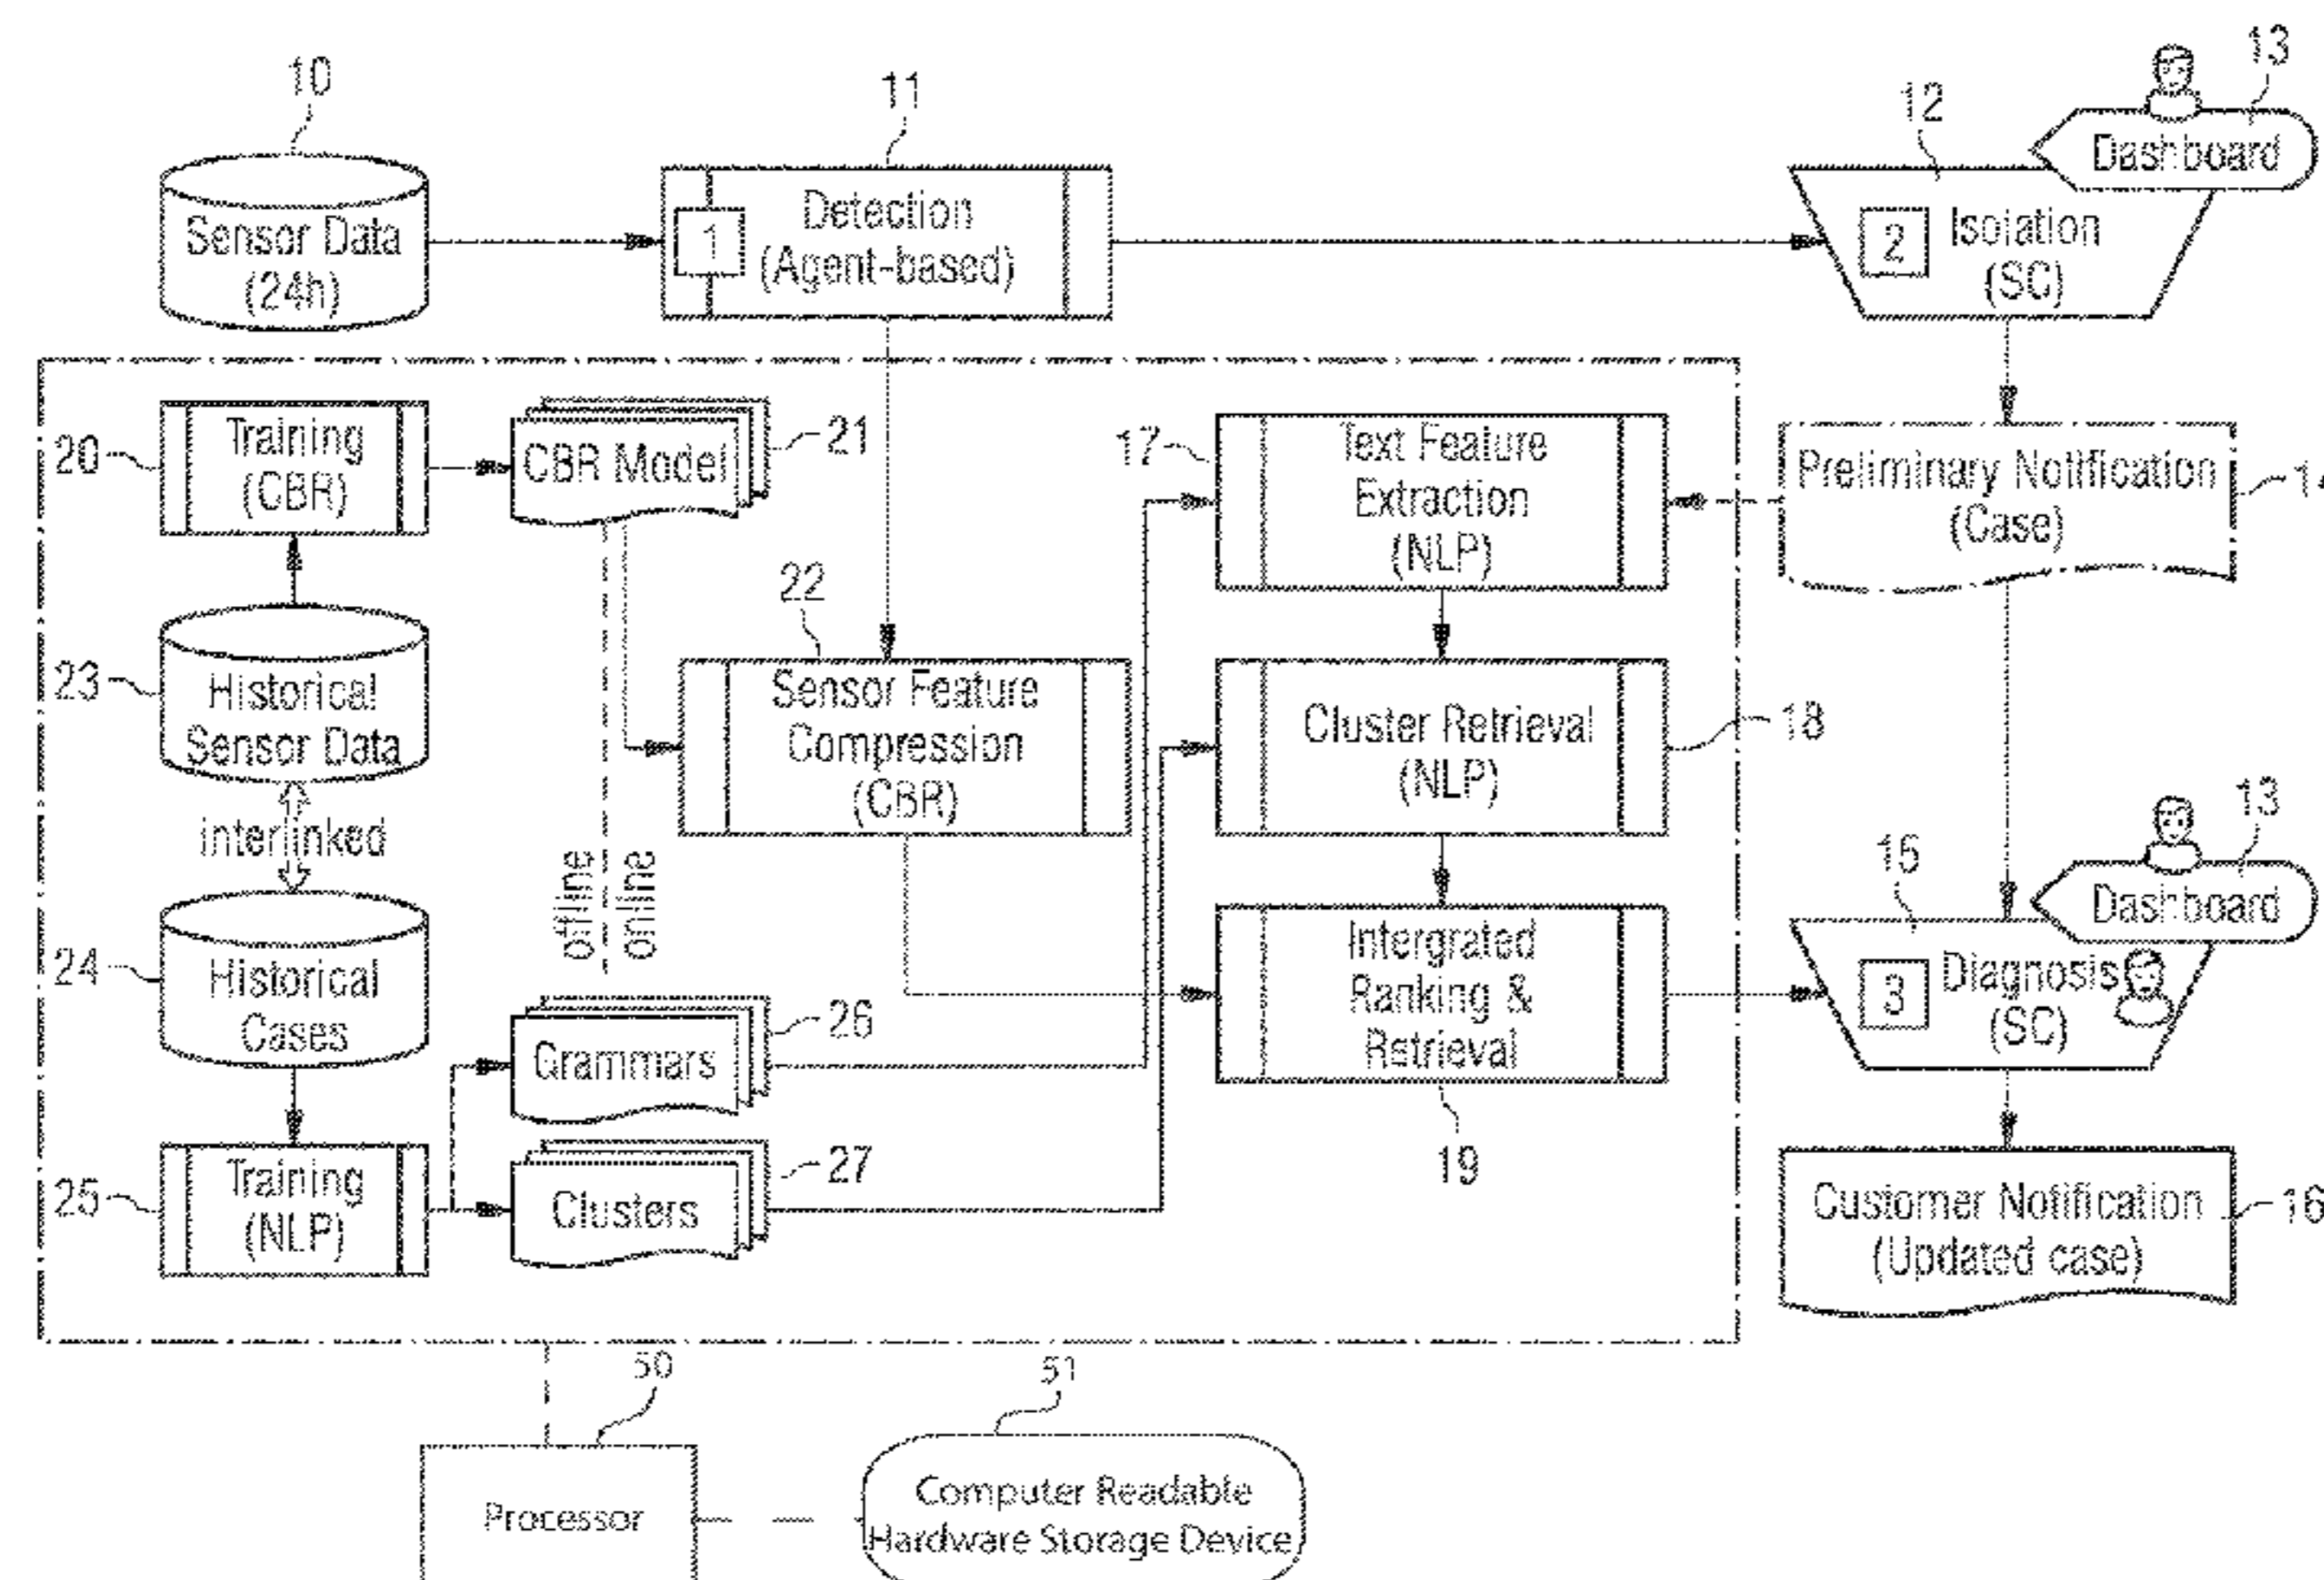 10
11
12
13
Dashboard
Sensor Data
(24h)
1
Detection
(Agent-based)
2
Isolation
(SC)
20
Training
(CBR)
CBR Model
21
17
Text Feature
Extraction
(NLP)
Preliminary Notification
(Case)
14
22
23
Historical
Sensor Data
Sensor Feature
Compression
(CBR)
Cluster Retrieval
(NLP)
18
interlinked
offline
online
13
Dashboard
15
24
Historical
Cases
Intergrated
Ranking &
Retrieval
3
Diagnosis
(SC)
26
Grammars
19
25
Training
(NLP)
27
Clusters
Customer Notification
(Updated case)
16
50
51
Processor
Computer Readable
Hardware Storage Device